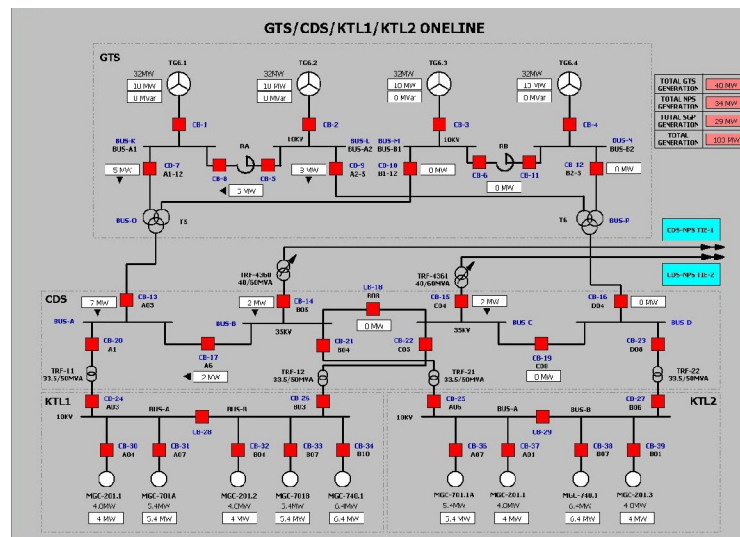 GTS/CDS/KTL1/KTL2 ONELINE
GTS
TG6.1
TG6.2
TG6.3
TG6.4
32MW
32MW
32MW
32MW
10 MW
10 MW
10 MW
10 MW
0 MVar
0 MVar
0 MVar
0 MVar
TOTAL GTS GENERATION
40 MW
TOTAL NPS GENERATION
34 MW
TOTAL SGP GENERATION
29 MW
TOTAL GENERATION
103 MW
CB-1
CB-2
CB-3
CB-4
10KV
10KV
BUS-K
BUS-A1
RA
BUS-L
BUS-A2
BUS-M
BUS-B1
RB
BUS-N
BUS-B2
CB-7
A1-12
CB-8
CB-5
CB-9
A2-3
CB-10
B1-12
CB-6
CB-11
CB-12
B2-3
5 MW
3 MW
0 MW
0 MW
0 MW
BUS-O
T5
T6
BUS-P
CDS-NPS TIE-1
CDS-NPS TIE-2
TRF-4360
40/60MVA
TRF-4361
40/60MVA
CDS
CB-13
A03
7 MW
CB-14
B05
2 MW
CB-18
B08
0 MW
CB-15
C04
2 MW
CB-16
D04
0 MW
BUS-A
BUS-B
35KV
35KV
BUS C
BUS D
CB-20
A1
CB-17
A6
2 MW
CB-21
B04
CB-22
C05
CB-19
C08
0 MW
CB-23
D08
TRF-11
33.5/50MVA
TRF-12
33.5/50MVA
TRF-21
33.5/50MVA
TRF-22
33.5/50MVA
KTL1
CB-24
A03
CB-26
B03
CB-25
A05
CB-27
B06
KTL2
10KV
BUS-A
BUS-B
CB-28
10KV
BUS-A
BUS-B
CB-29
CB-30
A04
CB-31
A07
CB-32
B04
CB-33
B07
CB-34
B10
CB-36
A07
CB-37
A01
CB-38
B07
CB-39
B01
MGC-201.1
MGC-701A
MGC-201.2
MGC-701B
MGC-740.1
MGC-701.1A
MGC-201.1
MGC-740.1
MGC-201.3
4.0MW
5.4MW
4.0MW
5.4MW
6.4MW
5.4MW
4.0MW
6.4MW
4.0MW
4 MW
5.4 MW
4 MW
5.4 MW
6.4 MW
5.4 MW
4 MW
6.4 MW
4 MW